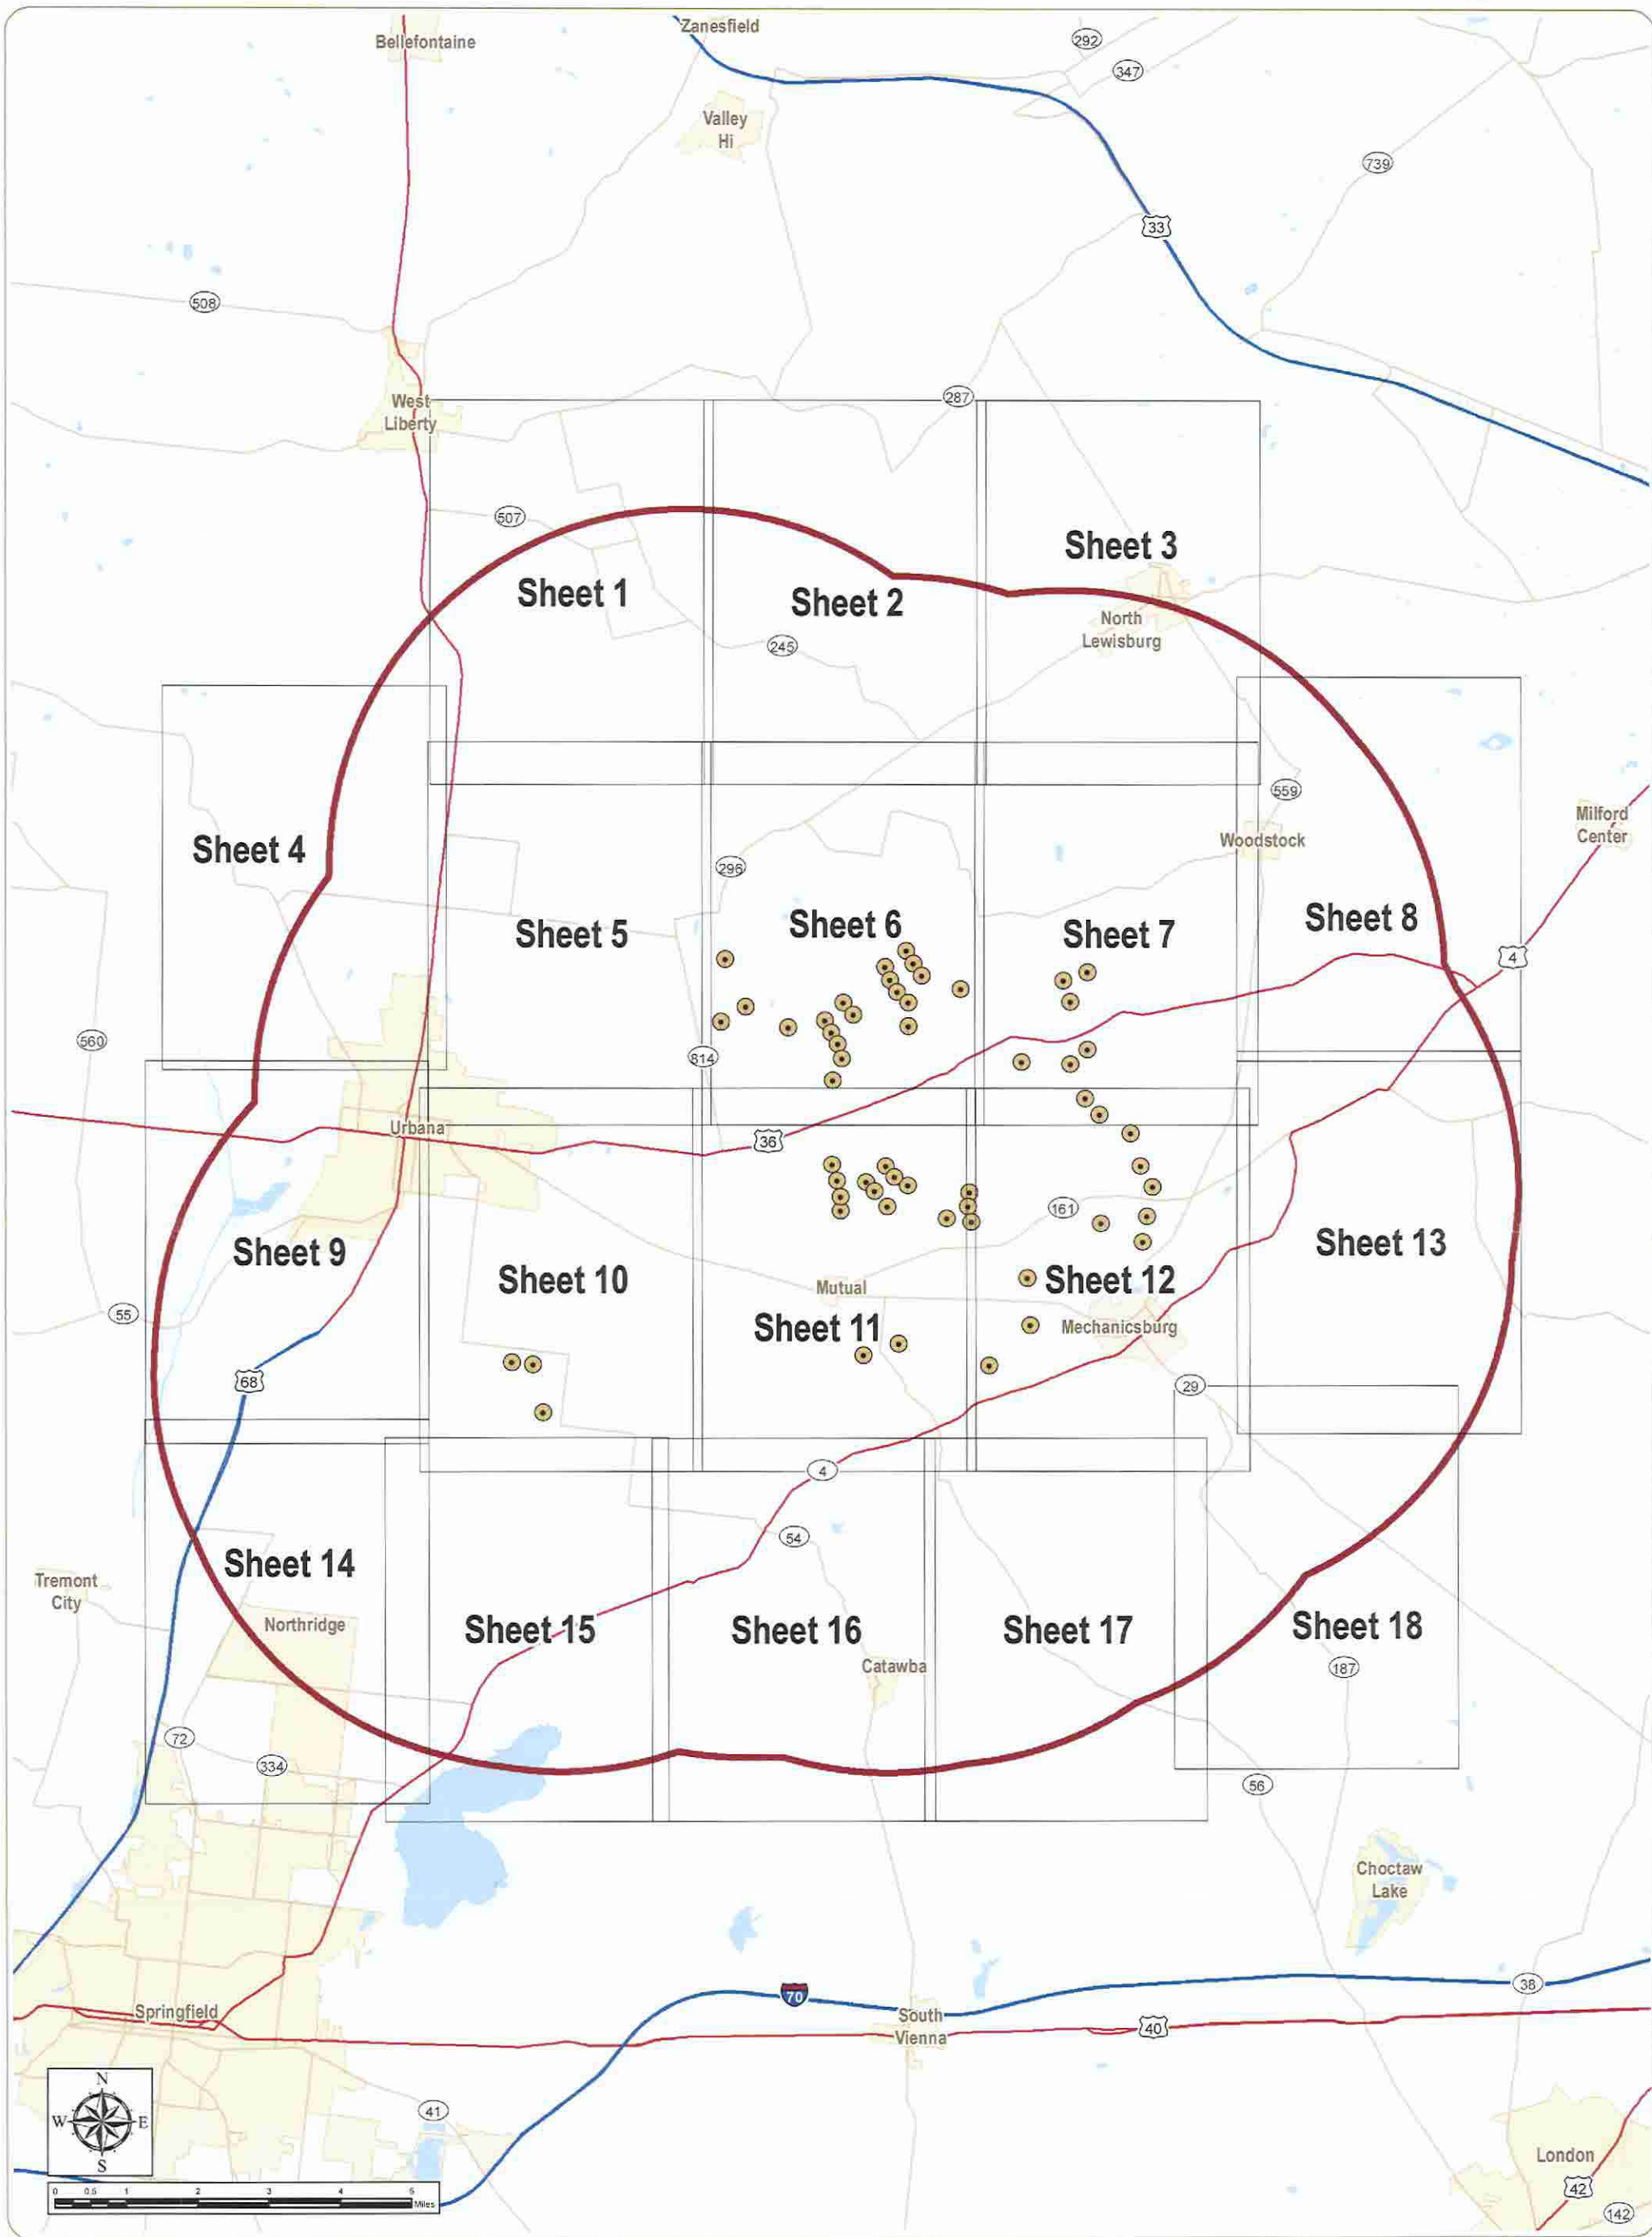 Bellefontaine
Zanesfield
292
347
Valley
Hi
739
33
508
West
Liberty
287
507
Sheet 3
Sheet 1
Sheet 2
North
Lewisburg
245
559
Milford
Center
Woodstock
Sheet 4
296
Sheet 5
Sheet 6
Sheet 7
Sheet 8
4
560
814
Urbana
36
161
Sheet 9
Sheet 13
Sheet 10
Mutual
Sheet 12
55
Sheet 11
Mechanicsburg
68
29
4
54
Sheet 14
Tremont
City
Northridge
Sheet 15
Sheet 16
Sheet 17
Sheet 18
Catawba
187
72
334
56
Choctaw
Lake
70
38
Springfield
South
Vienna
40
N
W E
S
41
London
42
142
0 0.5 1 2 3 4 5
Miles